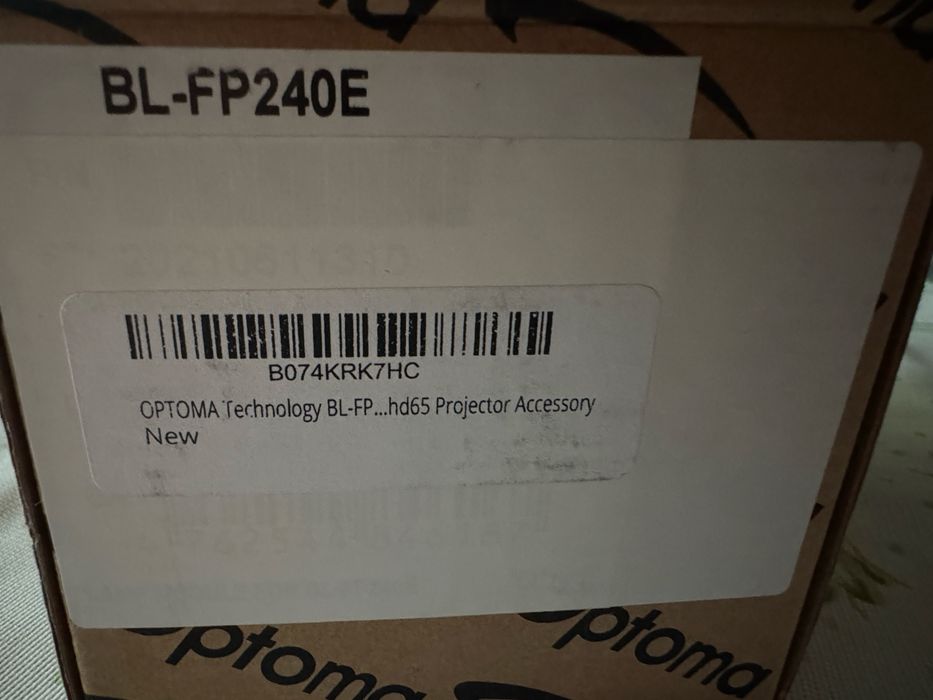 BL-FP240E
B074KRK7HC
OPTOMA Technology BL-FP...hd65 Projector Accessory
New
Optoma
Optoma